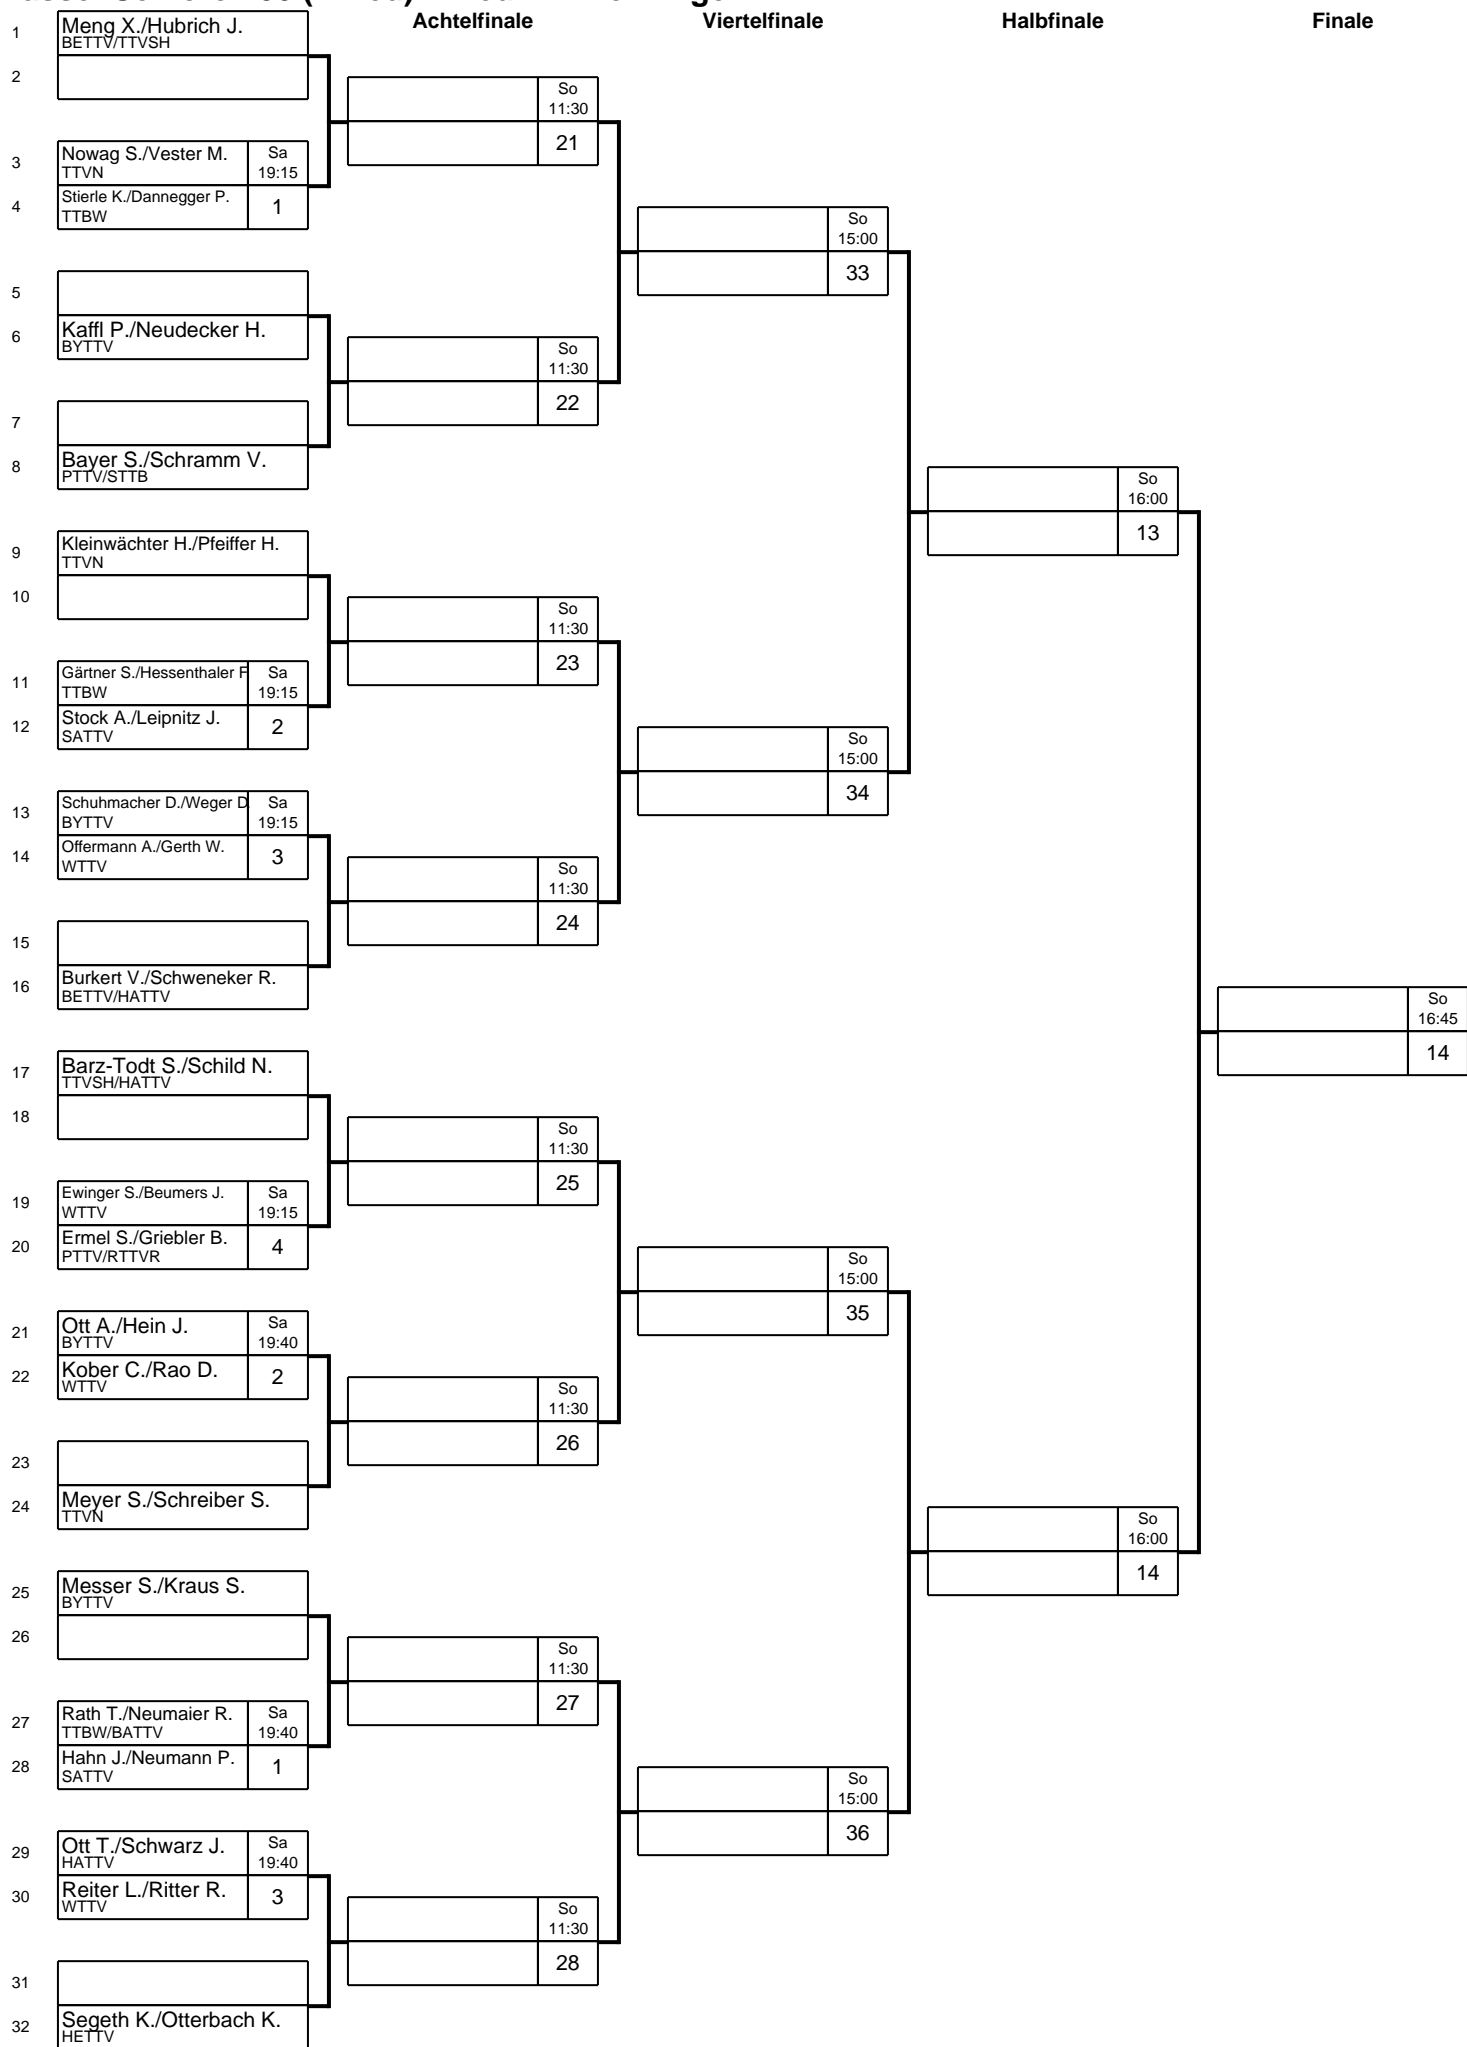 Achtelfinale
Viertelfinale
Halbfinale
Finale
1
Meng X./Hubrich J.
BETTV/TTVSH
2
So
11:30
21
3
Nowag S./Vester M.
TTVN
Sa
19:15
4
Stierle K./Dannegger P.
TTBW
1
So
15:00
33
5
6
Kaffl P./Neudecker H.
BYTTV
So
11:30
22
7
8
Bayer S./Schramm V.
PTTV/STTB
So
16:00
13
9
Kleinwächter H./Pfeiffer H.
TTVN
10
So
11:30
23
11
Gärtner S./Hessenthaler F
TTBW
Sa
19:15
12
Stock A./Leipnitz J.
SATTV
2
So
15:00
34
13
Schuhmacher D./Weger D
BYTTV
Sa
19:15
14
Offermann A./Gerth W.
WTTV
3
So
11:30
24
15
16
Burkert V./Schweneker R.
BETTV/HATTV
So
16:45
14
17
Barz-Todt S./Schild N.
TTVSH/HATTV
18
So
11:30
25
19
Ewinger S./Beumers J.
WTTV
Sa
19:15
20
Ermel S./Griebler B.
PTTV/RTTVR
4
So
15:00
35
21
Ott A./Hein J.
BYTTV
Sa
19:40
22
Kober C./Rao D.
WTTV
2
So
11:30
26
23
24
Meyer S./Schreiber S.
TTVN
So
16:00
14
25
Messer S./Kraus S.
BYTTV
26
So
11:30
27
27
Rath T./Neumaier R.
TTBW/BATTV
Sa
19:40
28
Hahn J./Neumann P.
SATTV
1
So
15:00
36
29
Ott T./Schwarz J.
HATTV
Sa
19:40
30
Reiter L./Ritter R.
WTTV
3
So
11:30
28
31
32
Segeth K./Otterbach K.
HETTV